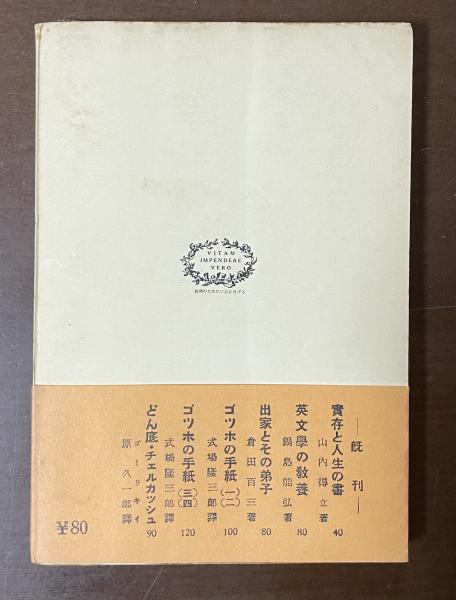 VITAM
IMPENDERE
VERO
―既刊―
實存と人生の書
山内得立著
40
英文學の敎養
鍋島能弘著
80
出家とその弟子
倉田百三著
80
ゴツホの手紙(一)(二)
式場隆三郎譯
100
ゴツホの手紙(三)(四)
式場隆三郎譯
120
どん底・チェルカッシュ
ゴーリキイ
原久一郎譯
90
¥80